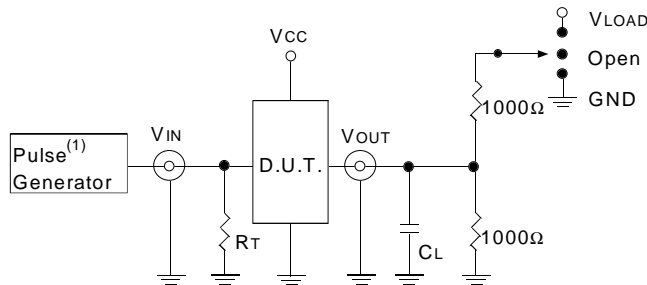 VLOAD
Open
GND
VCC
1000Ω
VIN
VOUT
Pulse(1)
Generator
D.U.T.
RT
CL
1000Ω